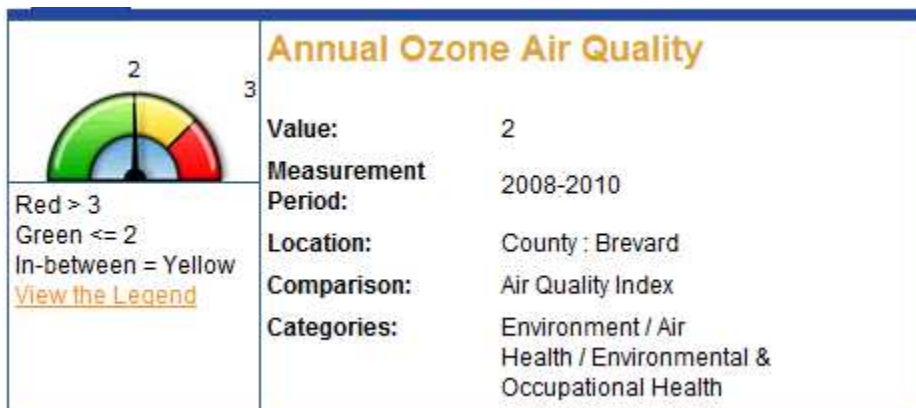 Annual Ozone Air Quality
2
3
Red > 3
Green <= 2
In-between = Yellow
View the Legend
Value: 2
Measurement
Period: 2008-2010
Location: County : Brevard
Comparison: Air Quality Index
Categories: Environment / Air
Health / Environmental &
Occupational Health